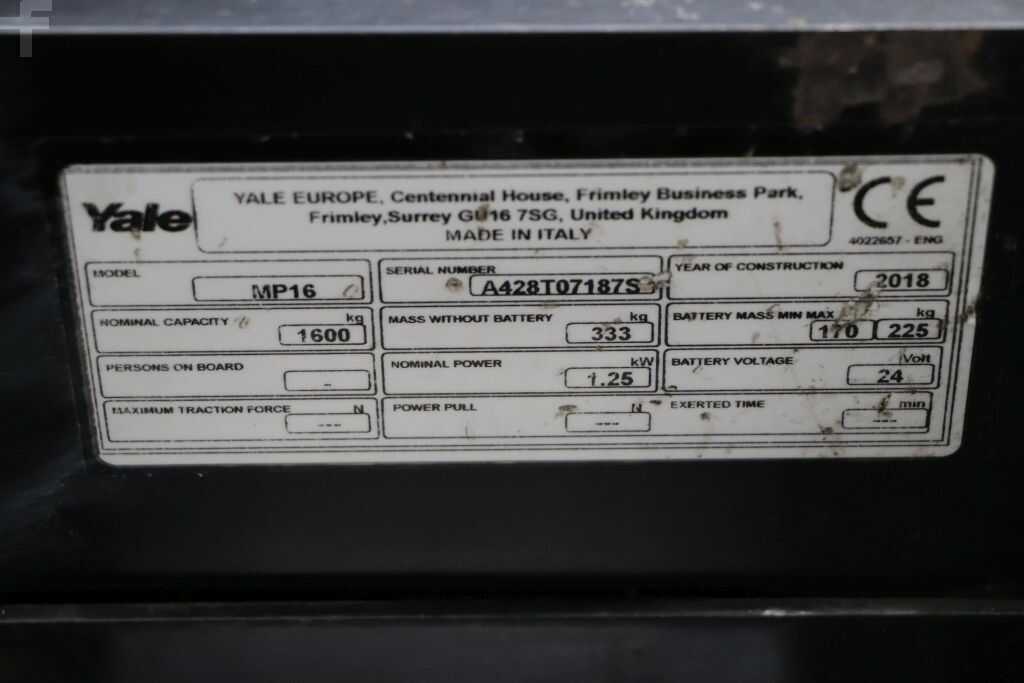 f
Yale
YALE EUROPE, Centennial House, Frimley Business Park,
Frimley,Surrey GU16 7SG, United Kingdom
MADE IN ITALY
CE
4022657 - ENG
MODEL
MP16
SERIAL NUMBER
A428T07187S
YEAR OF CONSTRUCTION
2018
NOMINAL CAPACITY kg
1600
MASS WITHOUT BATTERY kg
333
BATTERY MASS MIN MAX kg
170 225
PERSONS ON BOARD
-
NOMINAL POWER kW
1.25
BATTERY VOLTAGE Volt
24
MAXIMUM TRACTION FORCE N
---
POWER PULL N
---
EXERTED TIME min
---